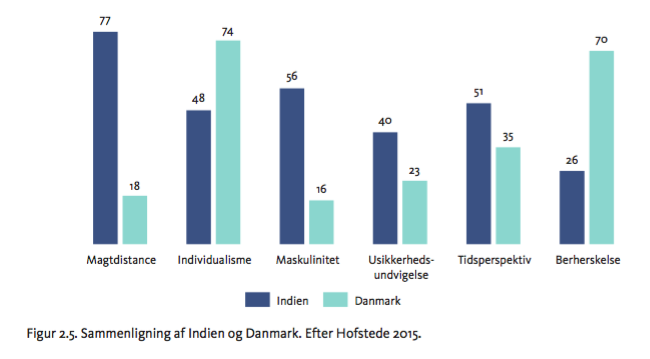 77
18
48
74
56
16
40
23
51
35
26
70
Magtdistance
Individualisme
Maskulinitet
Usikkerheds-
undvigelse
Tidsperspektiv
Berherskelse
Indien
Danmark
Figur 2.5. Sammenligning af Indien og Danmark. Efter Hofstede 2015.